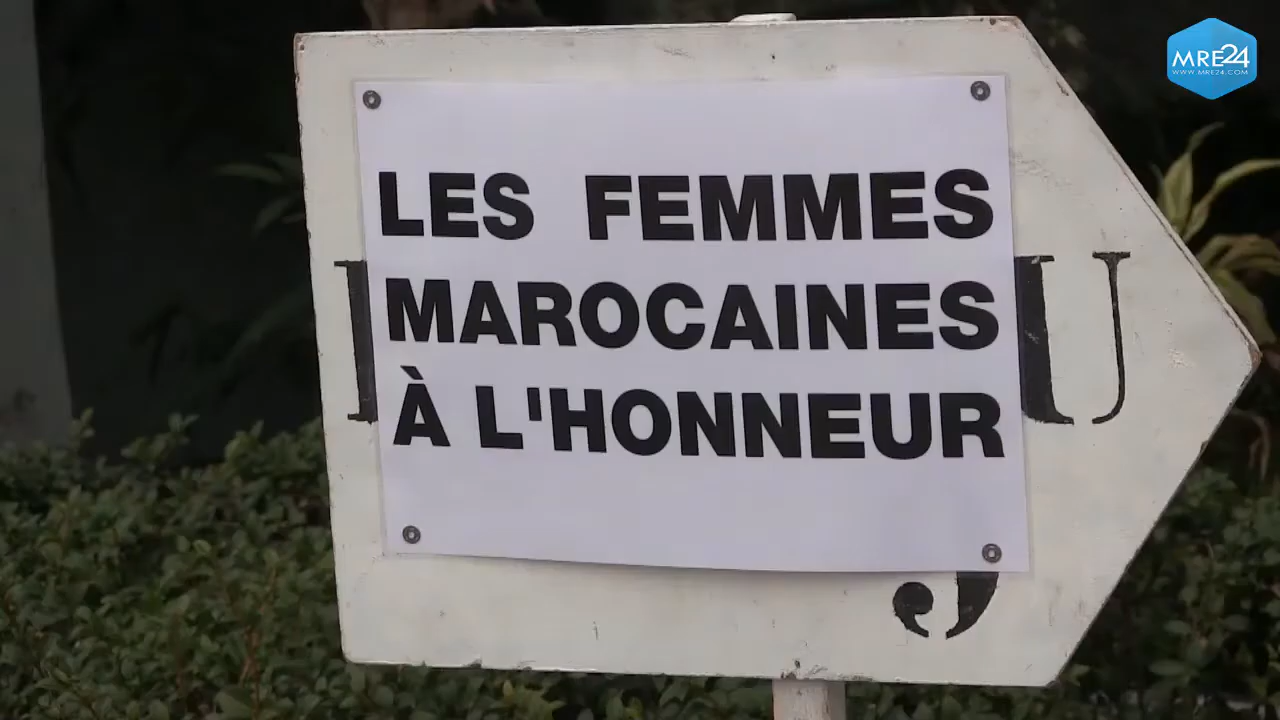 MRE24
WWW.MRE24.COM
LES FEMMES
MAROCAINES
À L'HONNEUR
U